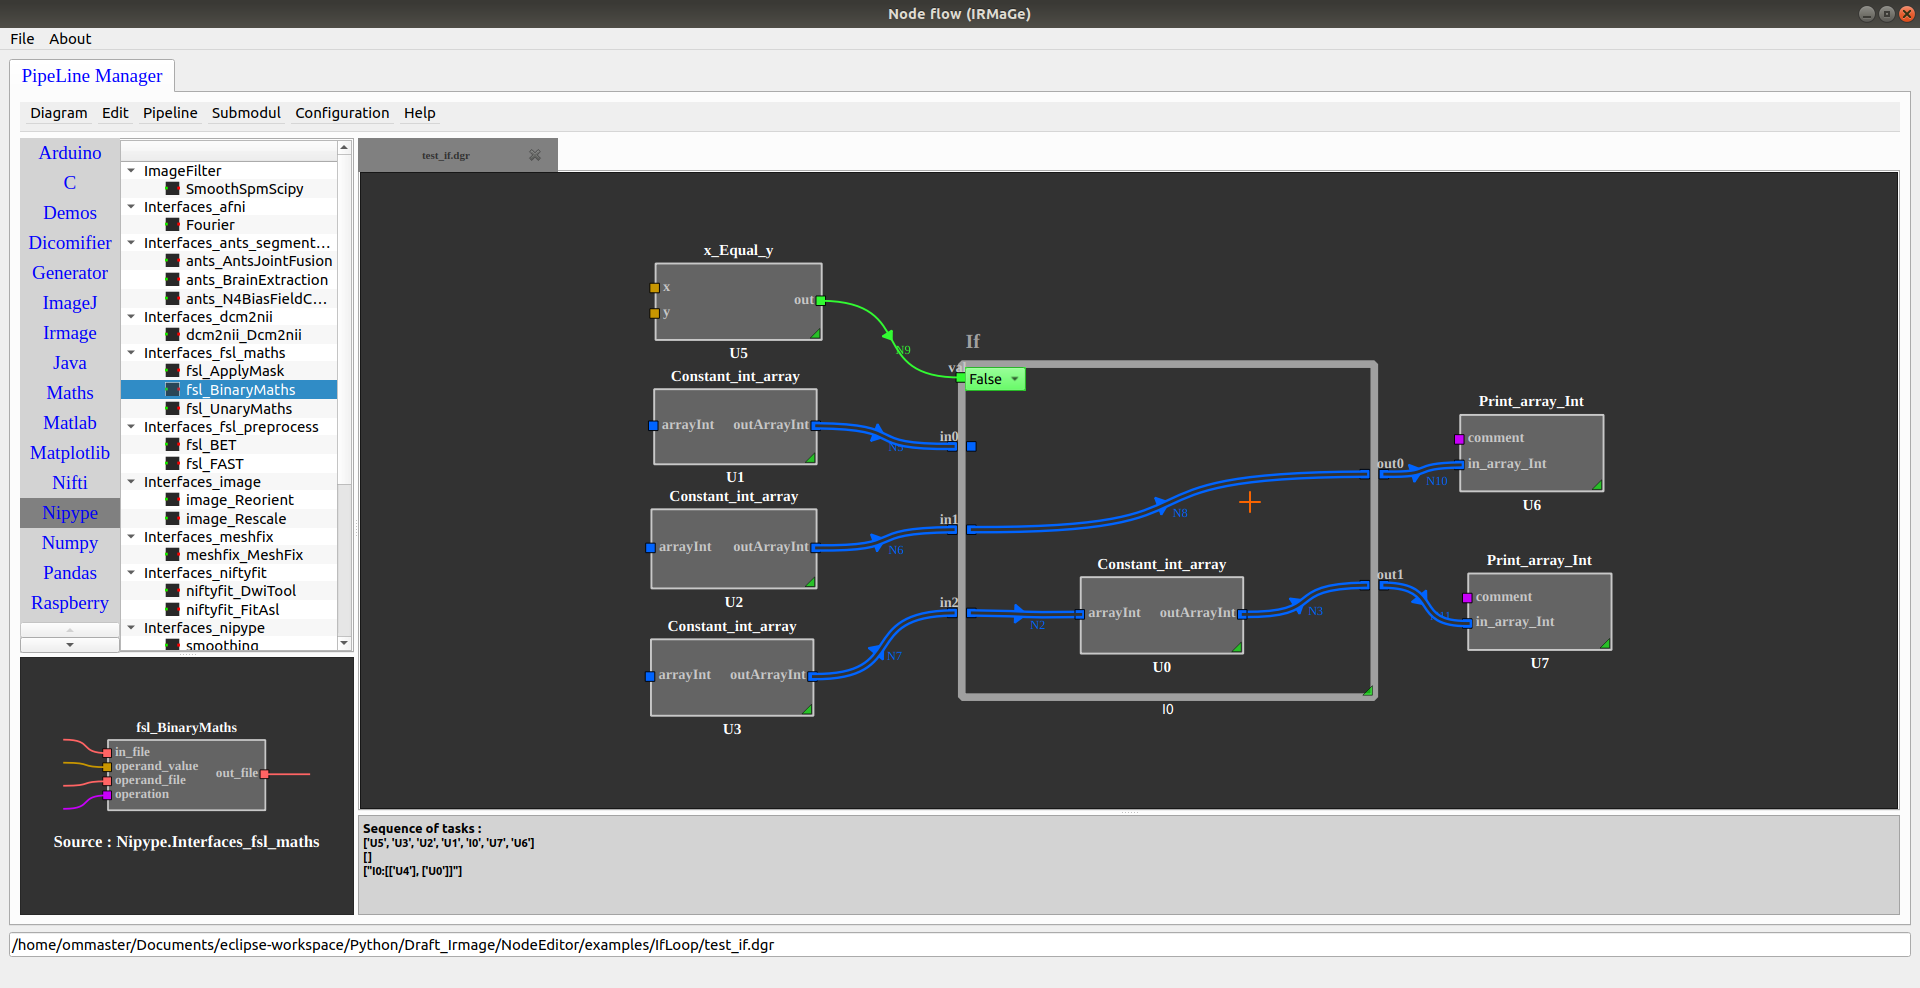 Node flow (IRMaGe)
File About
PipeLine Manager
Diagram Edit Pipeline Submodul Configuration Help
Arduino
C
Demos
Dicomifier
Generator
ImageJ
Irmage
Java
Maths
Matlab
Matplotlib
Nifti
Nipype
Numpy
Pandas
Raspberry
ImageFilter
SmoothSpmScipy
Interfaces_afni
Fourier
Interfaces_ants_segment...
ants_AntsJointFusion
ants_BrainExtraction
ants_N4BiasFieldC...
Interfaces_dcm2nii
dcm2nii_Dcm2nii
Interfaces_fsl_maths
fsl_ApplyMask
fsl_BinaryMaths
fsl_UnaryMaths
Interfaces_fsl_preprocess
fsl_BET
fsl_FAST
Interfaces_image
image_Reorient
image_Rescale
Interfaces_meshfix
meshfix_MeshFix
Interfaces_niftyfit
niftyfit_DwiTool
niftyfit_FitAsl
Interfaces_nipype
smoothing
fsl_BinaryMaths
in_file
operand_value
operand_file
operation
out_file
Source : Nipype.Interfaces_fsl_maths
test_if.dgr
x_Equal_y
x
y
out
U5
N9
Constant_int_array
arrayInt outArrayInt
U1
N5
Constant_int_array
arrayInt outArrayInt
U2
N6
Constant_int_array
arrayInt outArrayInt
U3
N7
If
va
False
in0
in1
in2
N8
N2
Constant_int_array
arrayInt outArrayInt
U0
N3
I0
out0
out1
N10
Print_array_Int
comment
in_array_Int
U6
Print_array_Int
comment
in_array_Int
U7
Sequence of tasks :
['U5', 'U3', 'U2', 'U1', 'I0', 'U7', 'U6']
[]
["I0:[['U4'], ['U0']]"]
/home/ommaster/Documents/eclipse-workspace/Python/Draft_Irmage/NodeEditor/examples/IfLoop/test_if.dgr